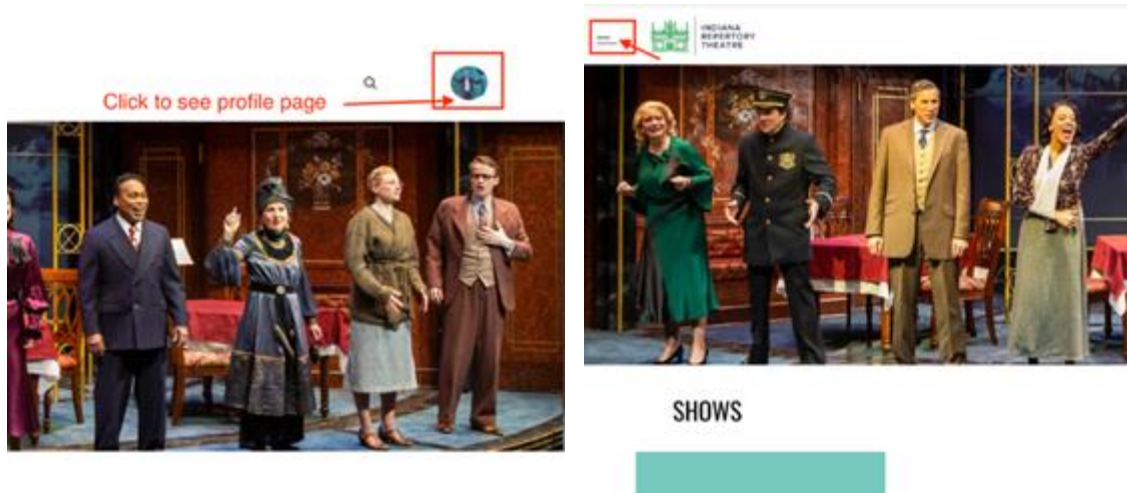 Click to see profile page
INDIANA
REPERTORY
THEATRE
SHOWS